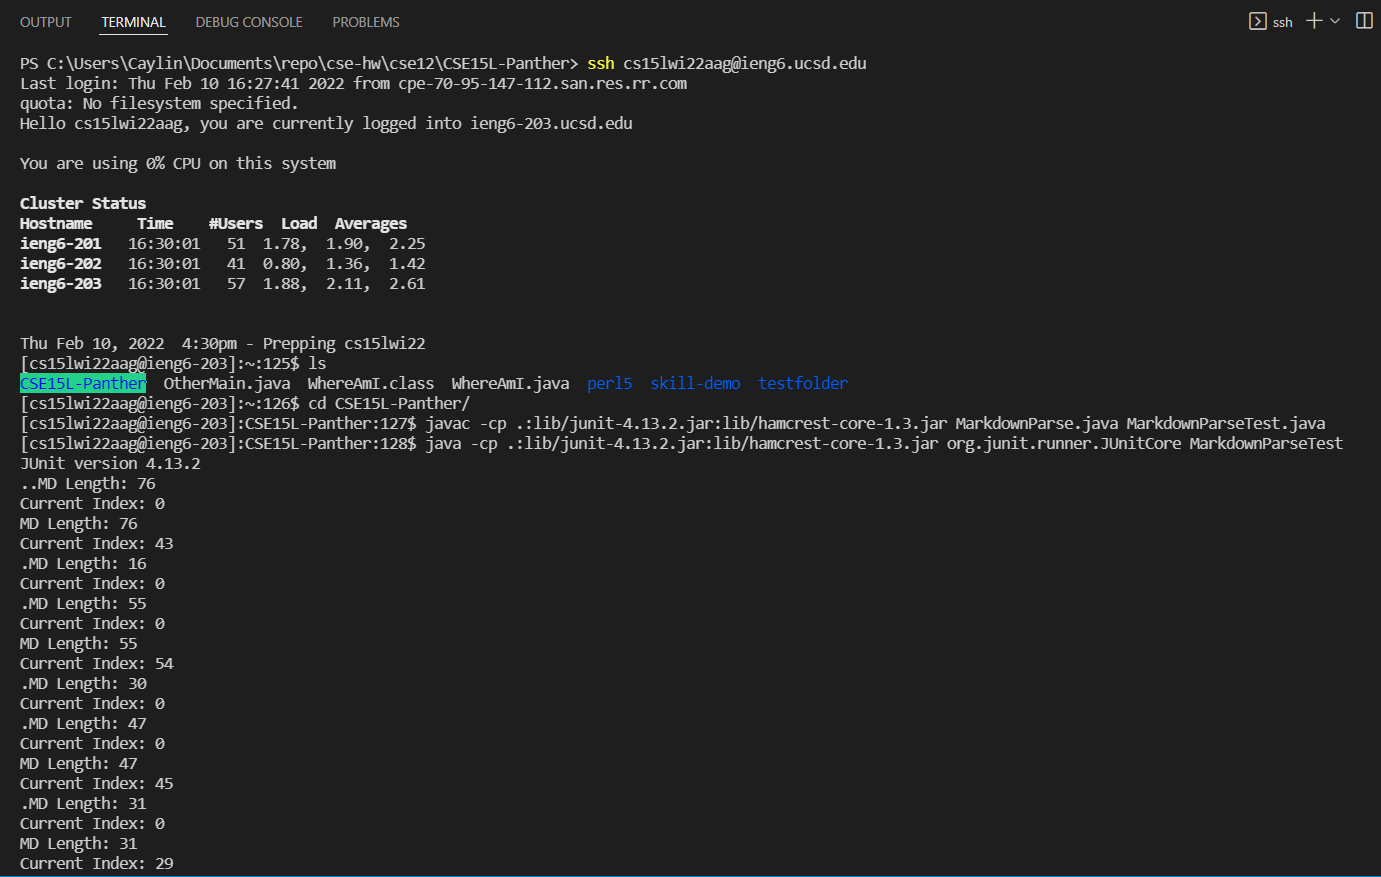 OUTPUT TERMINAL DEBUG CONSOLE PROBLEMS ssh
PS C:\Users\Caylin\Documents\repo\cse-hw\cse12\CSE15L-Panther> ssh cs15lwi22aag@ieng6.ucsd.edu
Last login: Thu Feb 10 16:27:41 2022 from cpe-70-95-147-112.san.res.rr.com
quota: No filesystem specified.
Hello cs15lwi22aag, you are currently logged into ieng6-203.ucsd.edu
You are using 0% CPU on this system
Cluster Status
Hostname Time #Users Load Averages
ieng6-201 16:30:01 51 1.78, 1.90, 2.25
ieng6-202 16:30:01 41 0.80, 1.36, 1.42
ieng6-203 16:30:01 57 1.88, 2.11, 2.61
Thu Feb 10, 2022 4:30pm - Prepping cs15lwi22
[cs15lwi22aag@ieng6-203]:~:125$ ls
CSE15L-Panther OtherMain.java WhereAmI.class WhereAmI.java perl5 skill-demo testfolder
[cs15lwi22aag@ieng6-203]:~:126$ cd CSE15L-Panther/
[cs15lwi22aag@ieng6-203]:CSE15L-Panther:127$ javac -cp .:lib/junit-4.13.2.jar:lib/hamcrest-core-1.3.jar MarkdownParse.java MarkdownParseTest.java
[cs15lwi22aag@ieng6-203]:CSE15L-Panther:128$ java -cp .:lib/junit-4.13.2.jar:lib/hamcrest-core-1.3.jar org.junit.runner.JUnitCore MarkdownParseTest
JUnit version 4.13.2
..MD Length: 76
Current Index: 0
MD Length: 76
Current Index: 43
.MD Length: 16
Current Index: 0
.MD Length: 55
Current Index: 0
MD Length: 55
Current Index: 54
.MD Length: 30
Current Index: 0
.MD Length: 47
Current Index: 0
MD Length: 47
Current Index: 45
.MD Length: 31
Current Index: 0
MD Length: 31
Current Index: 29